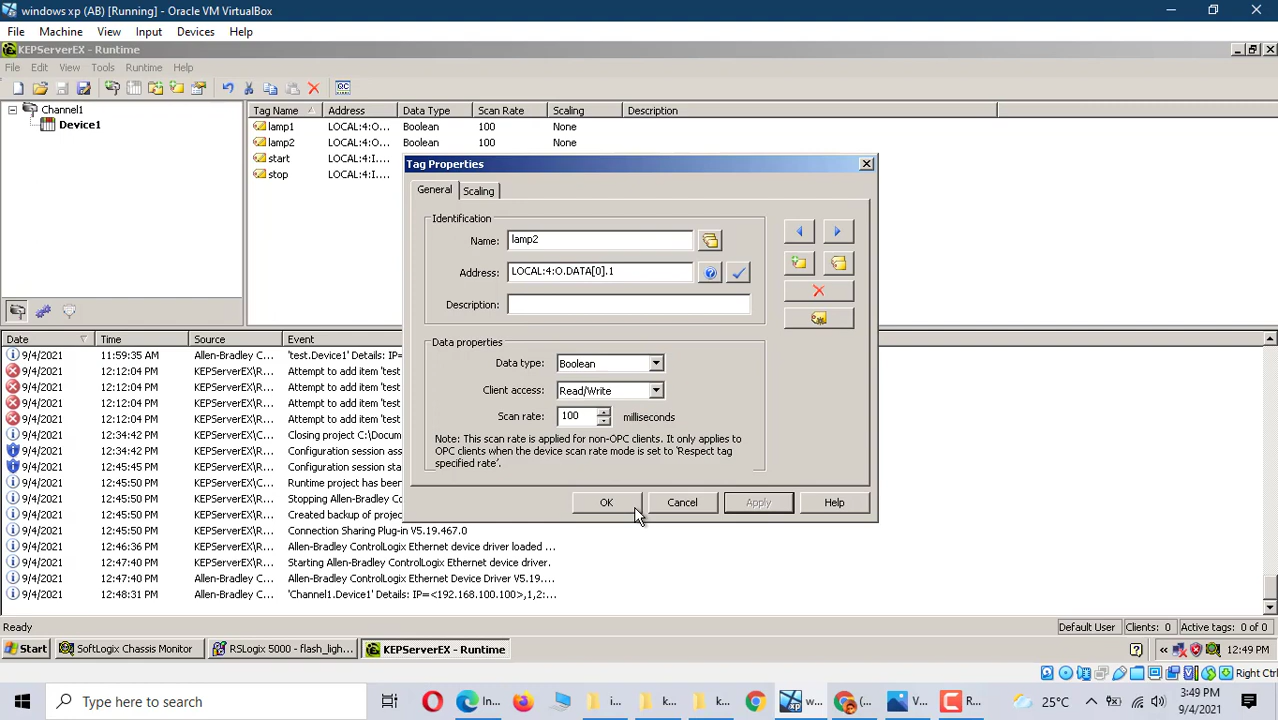 windows xp (AB) [Running] - Oracle VM VirtualBox
File Machine View Input Devices Help
KEPServerEX - Runtime
File Edit View Tools Runtime Help
Channel1
Device1
Tag Name Address Data Type Scan Rate Scaling Description
lamp1 LOCAL:4:O... Boolean 100 None
lamp2 LOCAL:4:O... Boolean 100 None
start LOCAL:4:I....
stop LOCAL:4:I....
Tag Properties
General Scaling
Identification
Name: lamp2
Address: LOCAL:4:O.DATA[0].1
Description:
Data properties
Data type: Boolean
Client access: Read/Write
Scan rate: 100 milliseconds
Note: This scan rate is applied for non-OPC clients. It only applies to
OPC clients when the device scan rate mode is set to 'Respect tag
specified rate'.
OK Cancel Apply Help
Date Time Source Event
9/4/2021 11:59:35 AM Allen-Bradley C... 'test.Device1' Details: IP=
9/4/2021 12:12:04 PM KEPServerEX\R... Attempt to add item 'test
9/4/2021 12:12:04 PM KEPServerEX\R... Attempt to add item 'test
9/4/2021 12:12:04 PM KEPServerEX\R... Attempt to add item 'test
9/4/2021 12:12:04 PM KEPServerEX\R... Attempt to add item 'test
9/4/2021 12:34:42 PM KEPServerEX\R... Closing project C:\Docum
9/4/2021 12:34:42 PM KEPServerEX\R... Configuration session as
9/4/2021 12:45:45 PM KEPServerEX\R... Configuration session as
9/4/2021 12:45:54 PM KEPServerEX\R... Runtime project has been
9/4/2021 12:45:54 PM KEPServerEX\R... Stopping Allen-Bradley C
9/4/2021 12:45:54 PM KEPServerEX\R... Created backup of projec
9/4/2021 12:45:54 PM KEPServerEX\R... Connection Sharing Plug-in V5.19.467.0
9/4/2021 12:46:36 PM KEPServerEX\R... Allen-Bradley ControlLogix Ethernet device driver loaded ...
9/4/2021 12:47:40 PM KEPServerEX\R... Starting Allen-Bradley ControlLogix Ethernet device driver.
9/4/2021 12:47:40 PM Allen-Bradley C... Allen-Bradley ControlLogix Ethernet Device Driver V5.19....
9/4/2021 12:48:31 PM Allen-Bradley C... 'Channel1.Device1' Details: IP=<192.168.100.100>,1,2:...
Ready Default User Clients: 0 Active tags: 0 of 0
Start SoftLogix Chassis Monitor RSLogix 5000 - flash_ligh... KEPServerEX - Runtime 12:49 PM
Right Ctrl
Type here to search In... i... k... k... w... (... V... R... 25°C 3:49 PM
9/4/2021